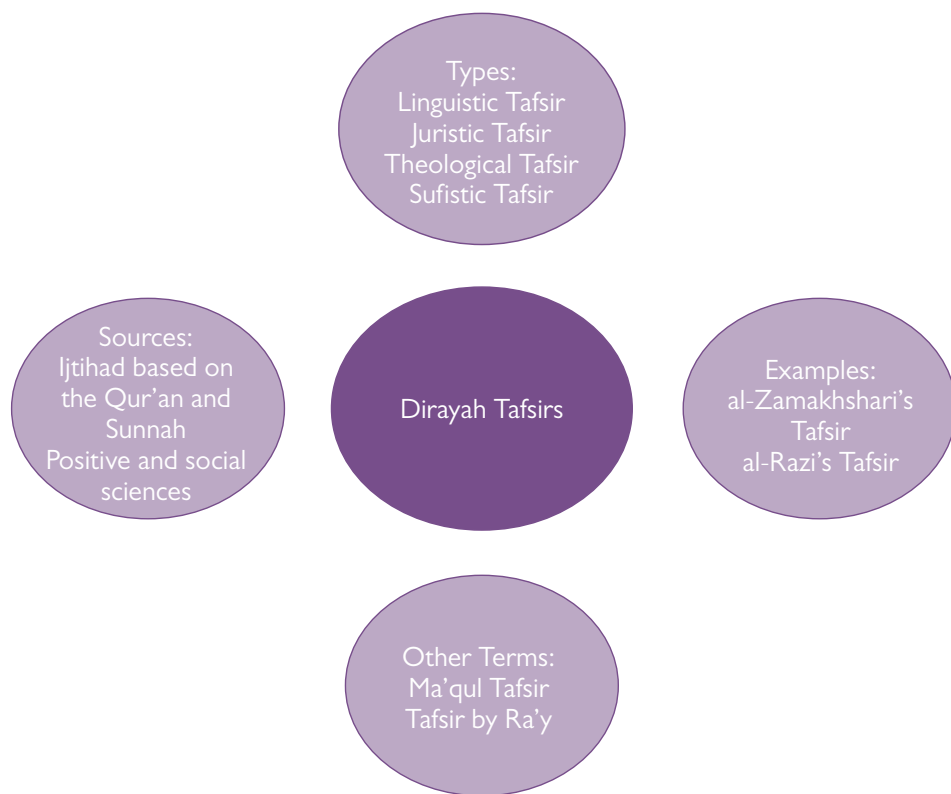 Types:
Linguistic Tafsir
Juristic Tafsir
Theological Tafsir
Sufistic Tafsir
Sources:
Ijtihad based on
the Qur’an and
Sunnah
Positive and social
sciences
Dirayah Tafsirs
Examples:
al-Zamakhshari’s
Tafsir
al-Razi’s Tafsir
Other Terms:
Ma’qul Tafsir
Tafsir by Ra’y